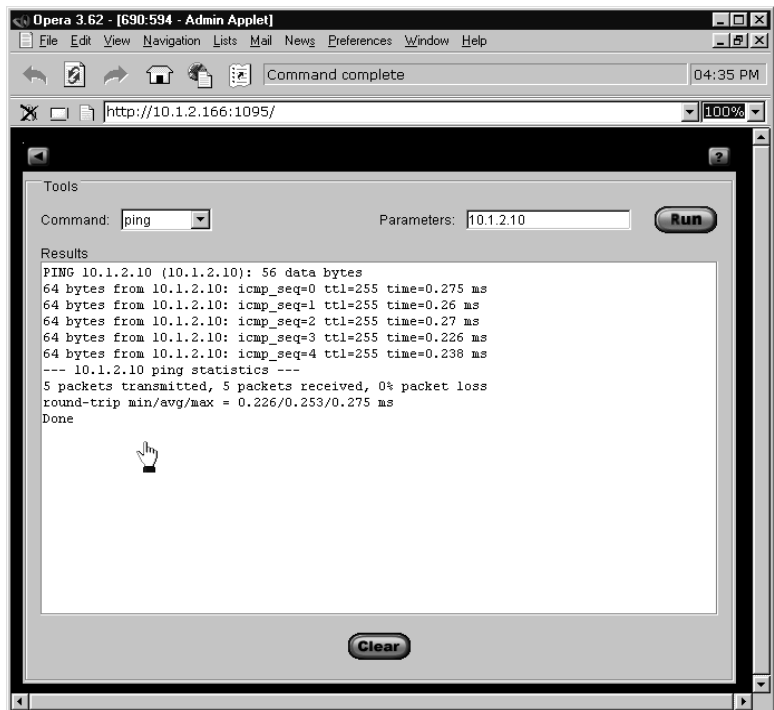 Opera 3.62 - [690:594 - Admin Applet]
File Edit View Navigation Lists Mail News Preferences Window Help
Command complete
04:35 PM
http://10.1.2.166:1095/
100%
?
Tools
Command: ping
Parameters: 10.1.2.10
Run
Results
PING 10.1.2.10 (10.1.2.10): 56 data bytes
64 bytes from 10.1.2.10: icmp_seq=0 ttl=255 time=0.275 ms
64 bytes from 10.1.2.10: icmp_seq=1 ttl=255 time=0.26 ms
64 bytes from 10.1.2.10: icmp_seq=2 ttl=255 time=0.27 ms
64 bytes from 10.1.2.10: icmp_seq=3 ttl=255 time=0.226 ms
64 bytes from 10.1.2.10: icmp_seq=4 ttl=255 time=0.238 ms
--- 10.1.2.10 ping statistics ---
5 packets transmitted, 5 packets received, 0% packet loss
round-trip min/avg/max = 0.226/0.253/0.275 ms
Done
Clear